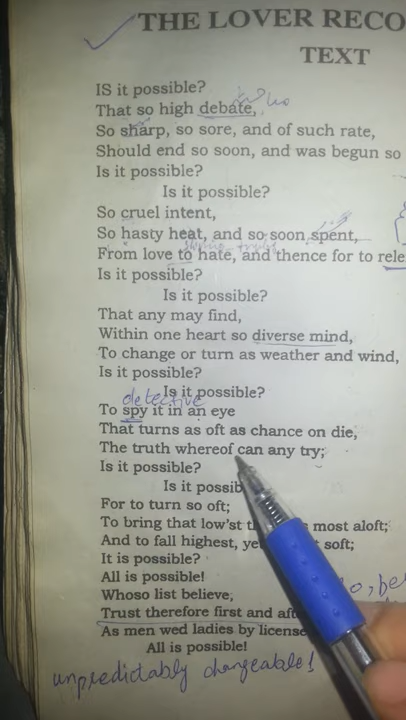 THE LOVER RECO
TEXT
IS it possible?
That so high debate,
So sharp, so sore, and of such rate,
Should end so soon, and was begun so
Is it possible?
Is it possible?
So cruel intent,
So hasty heat, and so soon spent,
From love to hate, and thence for to rele
Is it possible?
Is it possible?
That any may find,
Within one heart so diverse mind,
To change or turn as weather and wind,
Is it possible?
Is it possible?
detective
To spy it in an eye
That turns as oft as chance on die,
The truth whereof can any try;
Is it possible?
Is it possib
For to turn so oft;
To bring that low'st most aloft;
And to fall highest, ye soft;
It is possible?
All is possible!
Whoso list believe,
Trust therefore first and aft
As men wed ladies by license
All is possible!
unpredictably changeable!